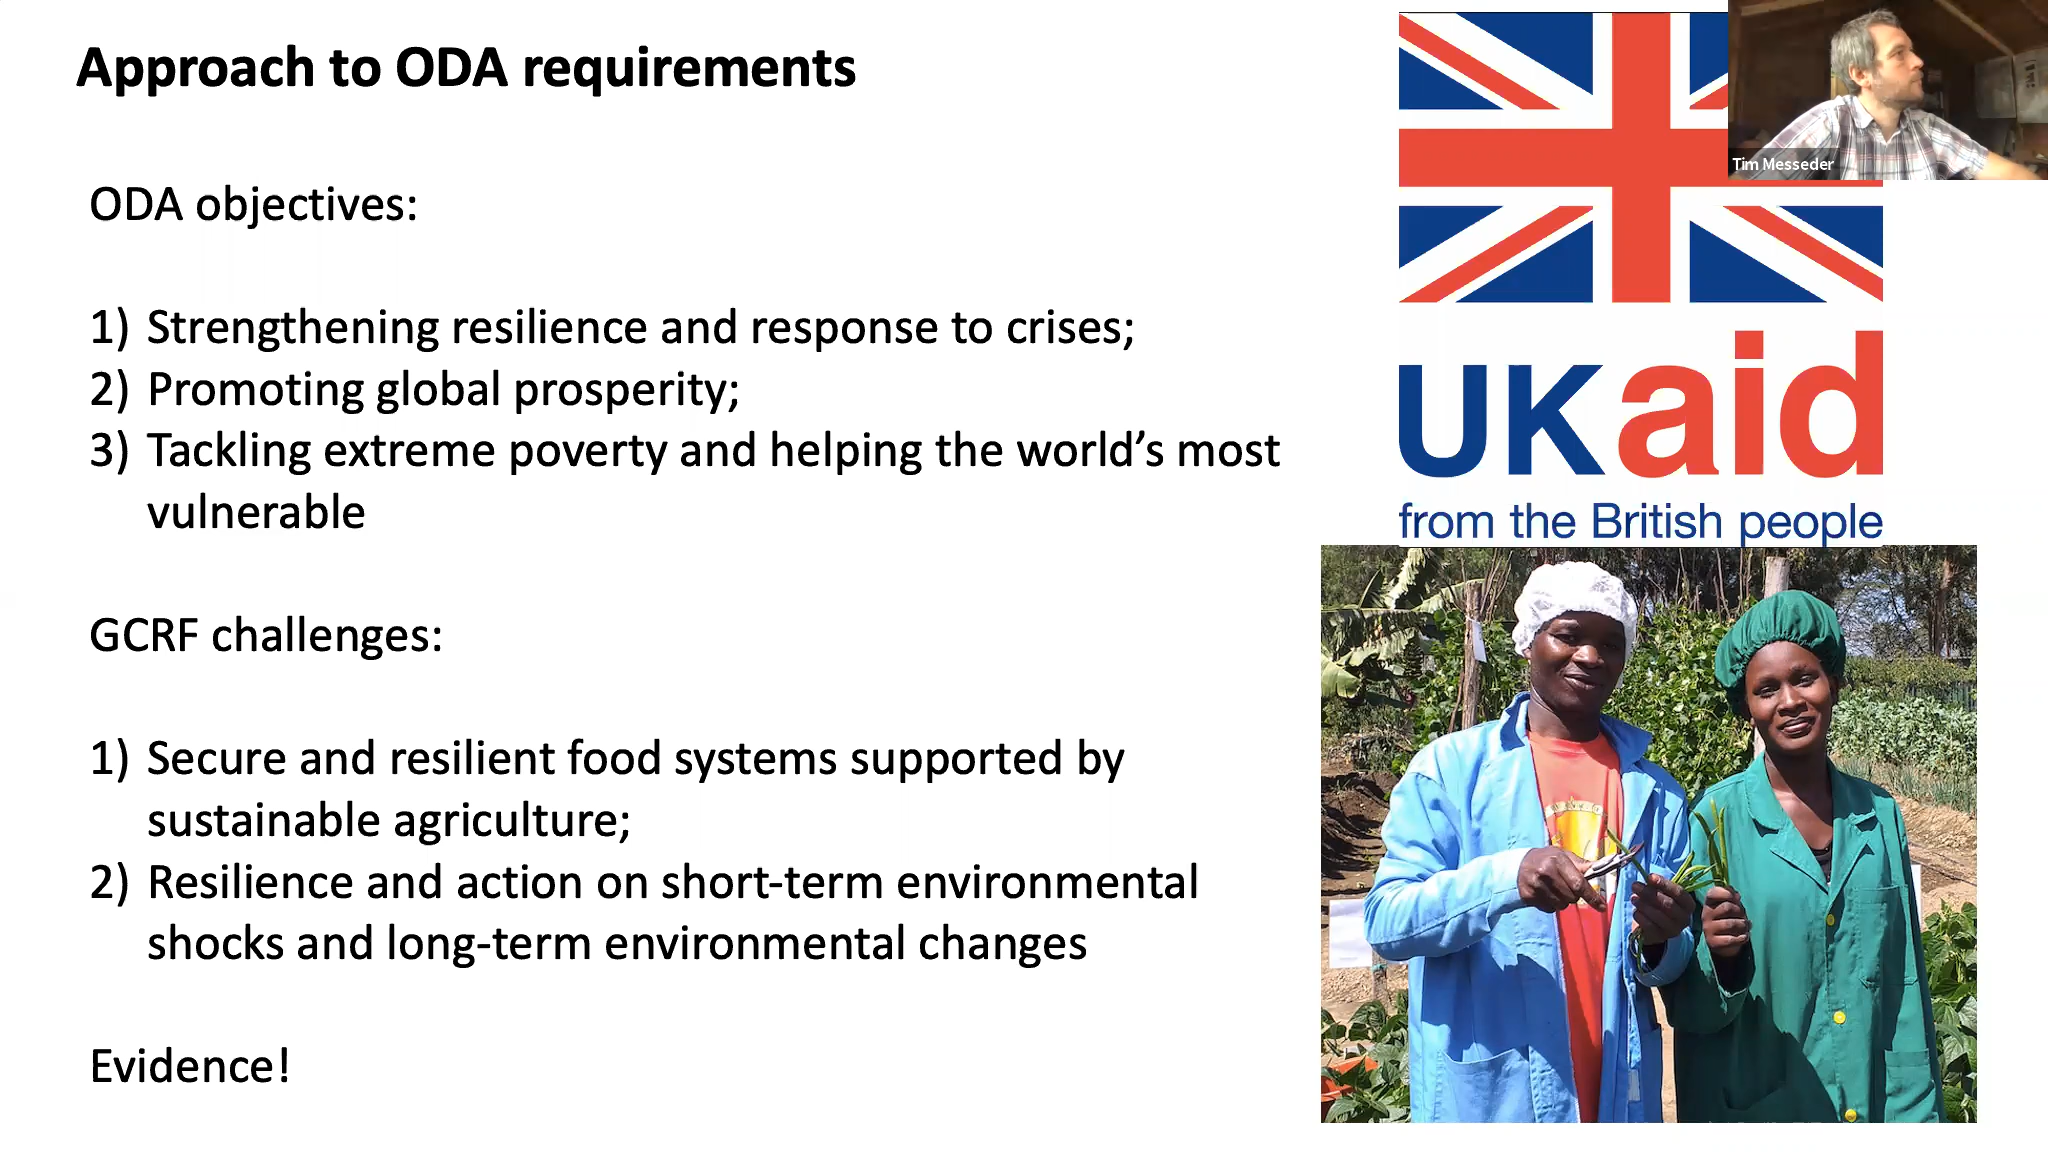 Approach to ODA requirements
ODA objectives:
1) Strengthening resilience and response to crises;
2) Promoting global prosperity;
3) Tackling extreme poverty and helping the world’s most
vulnerable
GCRF challenges:
1) Secure and resilient food systems supported by
sustainable agriculture;
2) Resilience and action on short-term environmental
shocks and long-term environmental changes
Evidence!
Tim Messeder
UKaid
from the British people